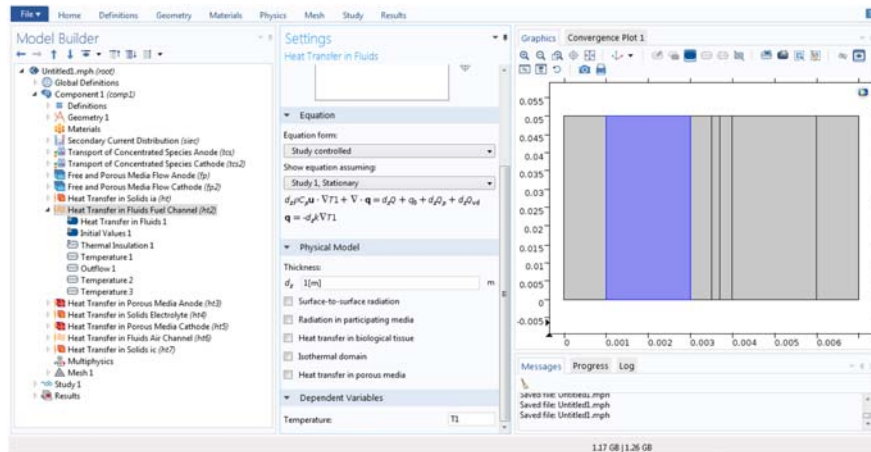 File Home Definitions Geometry Materials Physics Mesh Study Results
Model Builder
Untitled1.mph (root)
Global Definitions
Component 1 (comp1)
Definitions
Geometry 1
Materials
Secondary Current Distribution (siec)
Transport of Concentrated Species Anode (tcs)
Transport of Concentrated Species Cathode (tcs2)
Free and Porous Media Flow Anode (fp)
Free and Porous Media Flow Cathode (fp2)
Heat Transfer in Solids ia (ht)
Heat Transfer in Fluids Fuel Channel (ht2)
Heat Transfer in Fluids 1
Initial Values 1
Thermal Insulation 1
Temperature 1
Outflow 1
Temperature 2
Temperature 3
Heat Transfer in Porous Media Anode (ht3)
Heat Transfer in Solids Electrolyte (ht4)
Heat Transfer in Porous Media Cathode (ht5)
Heat Transfer in Fluids Air Channel (ht6)
Heat Transfer in Solids ic (ht7)
Multiphysics
Mesh 1
Study 1
Results
Settings
Heat Transfer in Fluids
Equation
Equation form:
Study controlled
Show equation assuming:
Study 1, Stationary
q = -d_z k∇T1
Physical Model
Thickness:
d_z 1[m] m
Surface-to-surface radiation
Radiation in participating media
Heat transfer in biological tissue
Isothermal domain
Heat transfer in porous media
Dependent Variables
Temperature: T1
Graphics Convergence Plot 1
0.055
0.05
0.045
0.04
0.035
0.03
0.025
0.02
0.015
0.01
0.005
0
-0.005
0 0.001 0.002 0.003 0.004 0.005 0.006
Messages Progress Log
Saved file: Untitled1.mph
Saved file: Untitled1.mph
Saved file: Untitled1.mph
1.17 GB | 1.26 GB